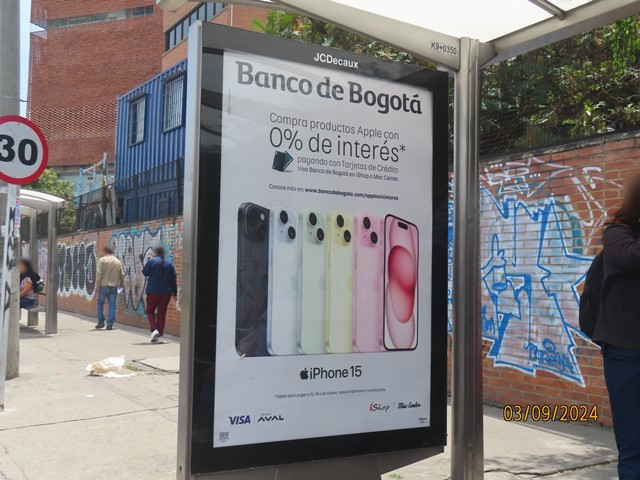 K9+0350
JCDecaux
Banco de Bogotá
Compra productos Apple con
0% de interés*
pagando con Tarjetas de Crédito
Visa Banco de Bogotá en iShop o Mac Center.
Conoce más en: www.bancodebogota.com/applesininteres
30
iPhone 15
VISA AVAL
iShop Mac Center
03/09/2024